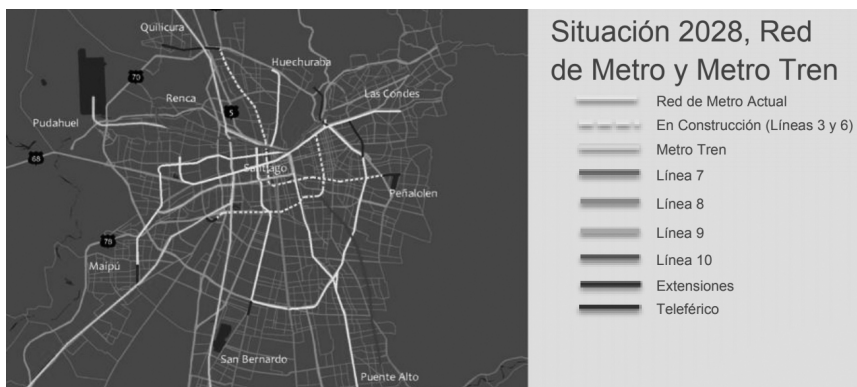 Situación 2028, Red
de Metro y Metro Tren
Red de Metro Actual
En Construcción (Líneas 3 y 6)
Metro Tren
Línea 7
Línea 8
Línea 9
Línea 10
Extensiones
Teleférico
Quilicura
Huechuraba
70
Renca
Las Condes
5
Pudahuel
68
Santiago
Peñalolen
78
Maipú
San Bernardo
Puente Alto